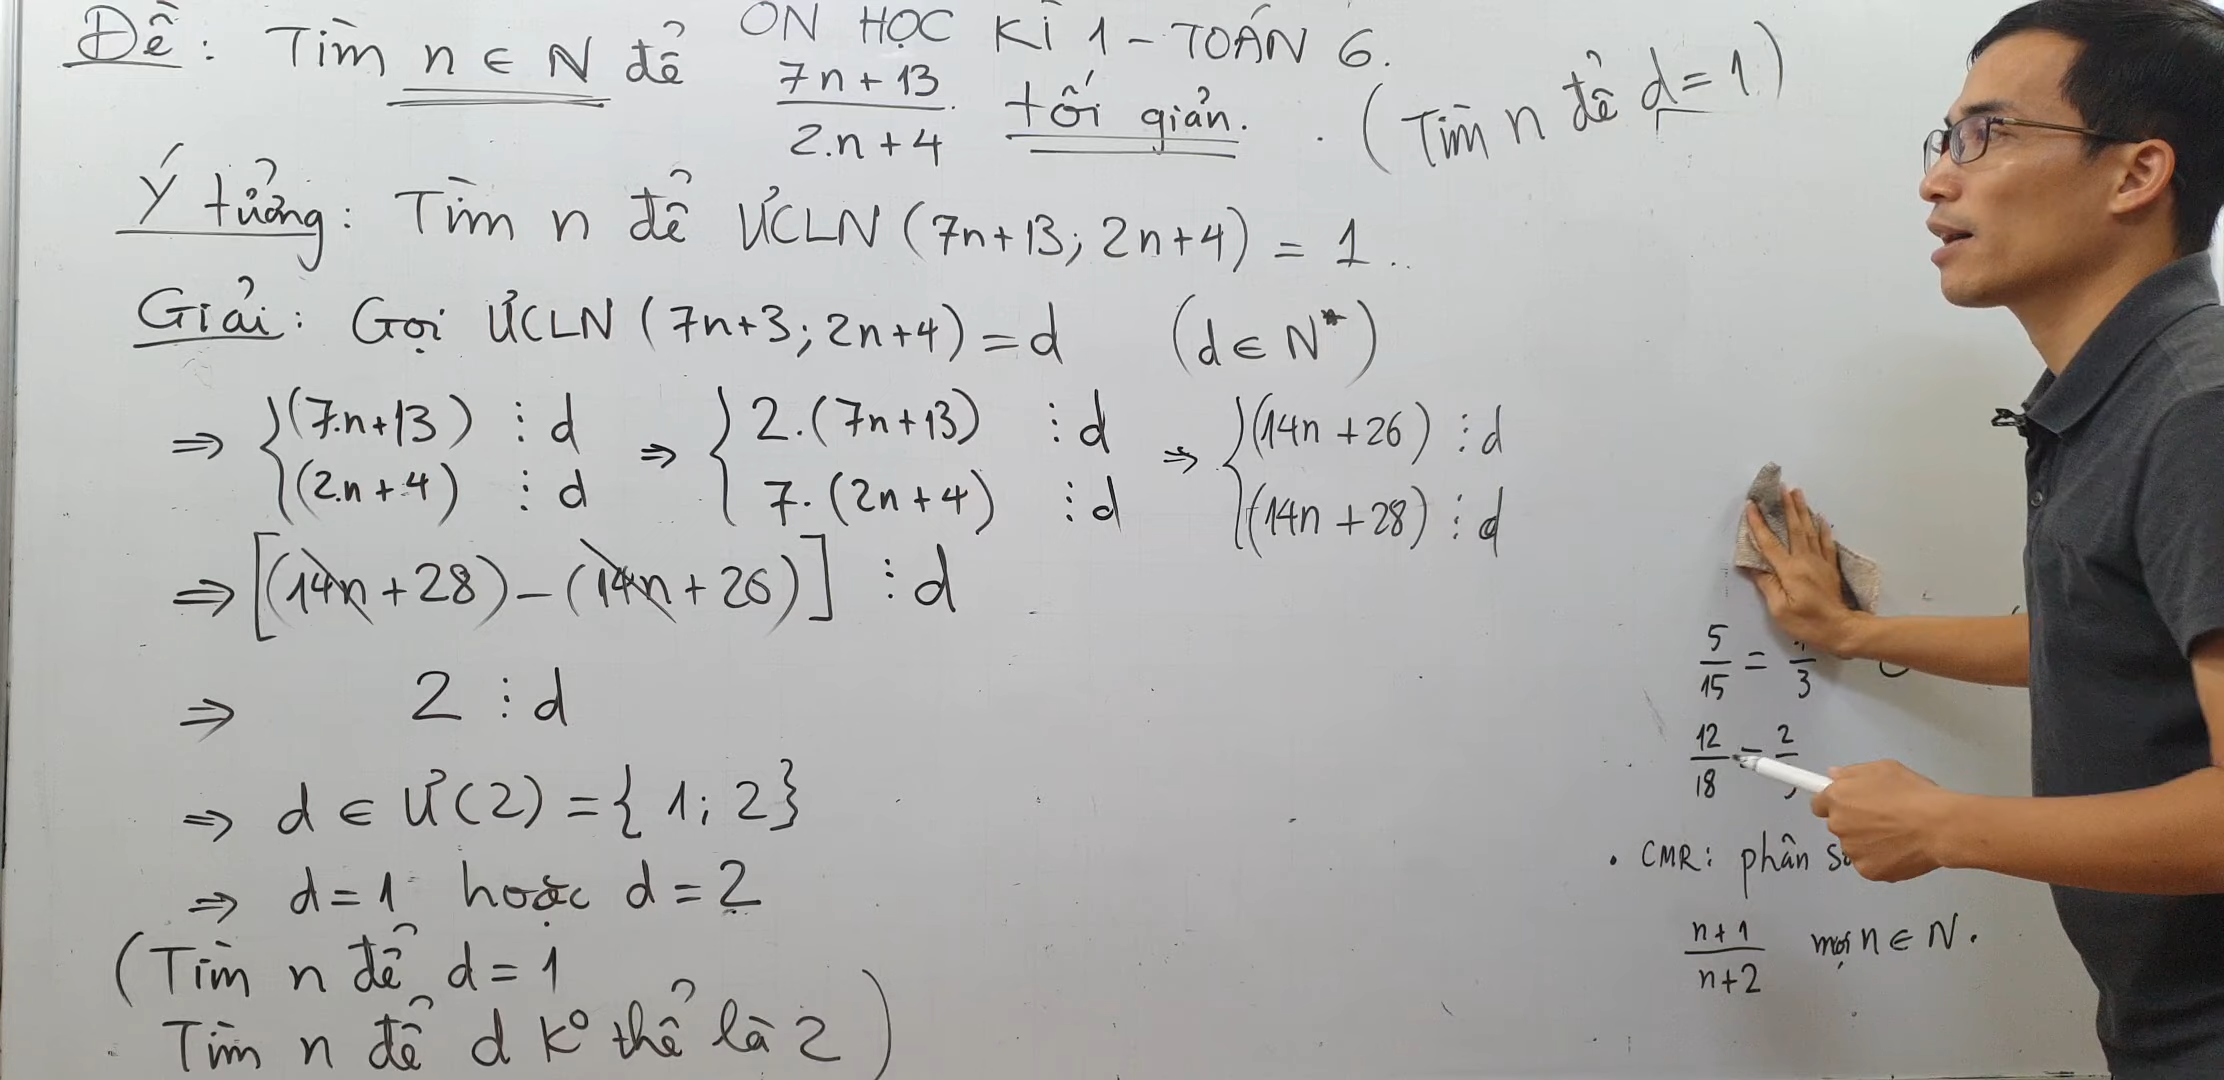 ÔN HỌC KÌ 1 - TOÁN 6.
Đề: Tìm n ∈ N để (7n+13)/(2.n+4) tối giản. (Tìm n để d=1)
Ý tưởng: Tìm n để ƯCLN (7n+13; 2n+4) = 1.
Giải: Gọi ƯCLN (7n+3; 2n+4) = d (d ∈ N*)
⇒ { (7.n+13) ⋮ d ⇒ { 2.(7n+13) ⋮ d ⇒ { (14n+26) ⋮ d
(2.n+4) ⋮ d 7.(2n+4) ⋮ d (14n+28) ⋮ d
⇒ [(14n+28) - (14n+26)] ⋮ d
⇒ 2 ⋮ d
⇒ d ∈ Ư(2) = {1; 2}
⇒ d=1 hoặc d=2
(Tìm n để d=1
Tìm n để d k° thể là 2)
5/15 = /3
12/18 = 2/
. CMR: phân
n+1/n+2 mọi n ∈ N.